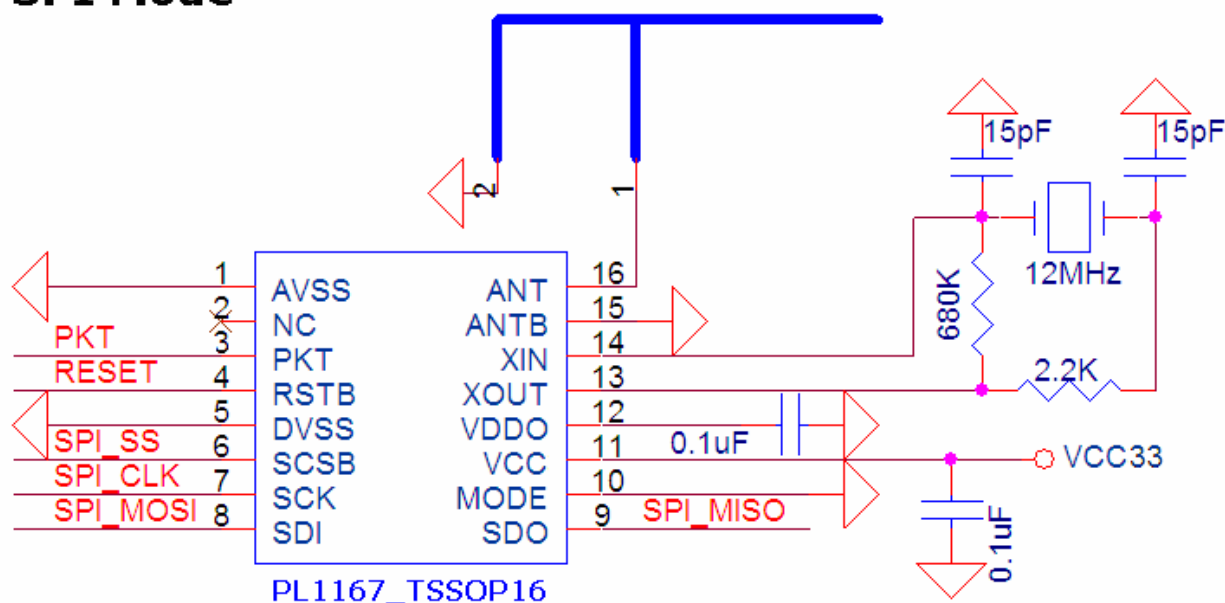 15pF
15pF
2
1
12MHz
680K
2.2K
1
AVSS
ANT
16
2
NC
ANTB
15
PKT
3
PKT
XIN
14
RESET
4
RSTB
XOUT
13
5
DVSS
VDDO
12
0.1uF
SPI_SS
6
SCSB
VCC
11
VCC33
SPI_CLK
7
SCK
MODE
10
SPI_MOSI
8
SDI
SDO
9
SPI_MISO
0.1uF
PL1167_TSSOP16